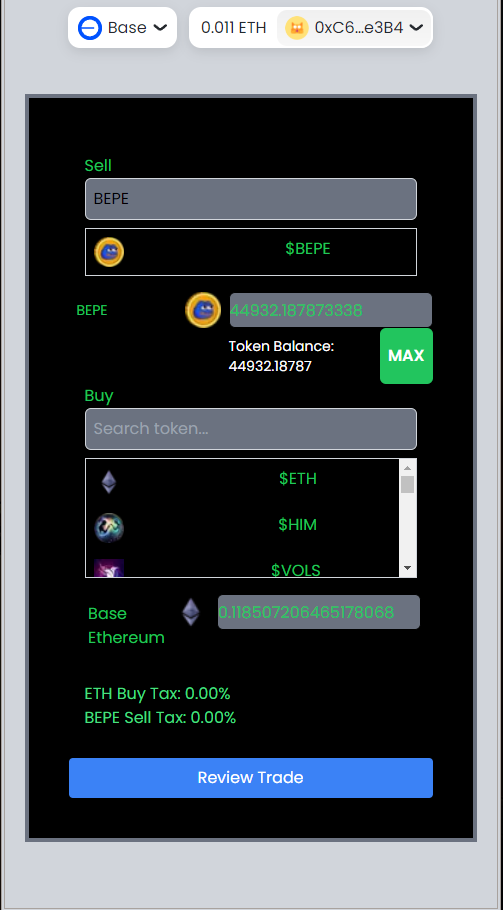 Base
0.011 ETH
0xC6...e3B4
Sell
BEPE
$BEPE
BEPE
44932.187873338
Token Balance:
44932.18787
MAX
Buy
Search token...
$ETH
$HIM
$VOLS
Base
Ethereum
0.118507206465178068
ETH Buy Tax: 0.00%
BEPE Sell Tax: 0.00%
Review Trade